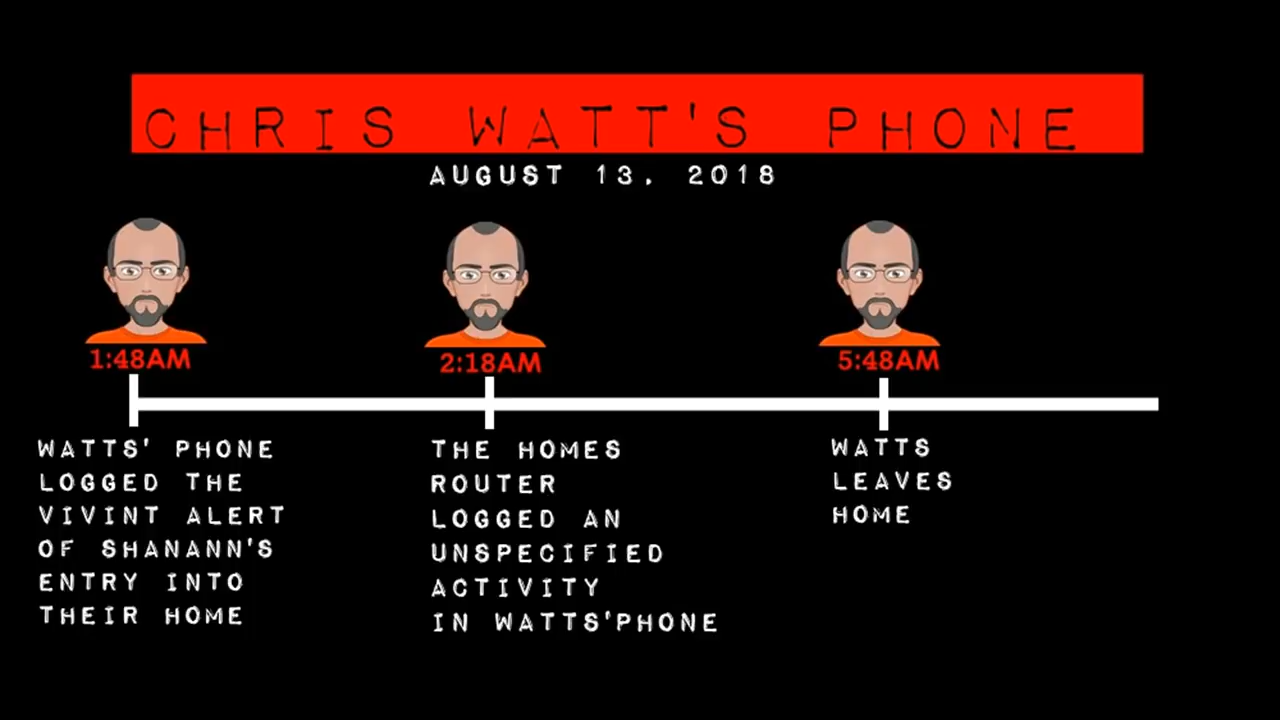 CHRIS WATT'S PHONE
AUGUST 13, 2018
1:48AM
WATTS' PHONE
LOGGED THE
VIVINT ALERT
OF SHANANN'S
ENTRY INTO
THEIR HOME
2:18AM
THE HOMES
ROUTER
LOGGED AN
UNSPECIFIED
ACTIVITY
IN WATTS'PHONE
5:48AM
WATTS
LEAVES
HOME